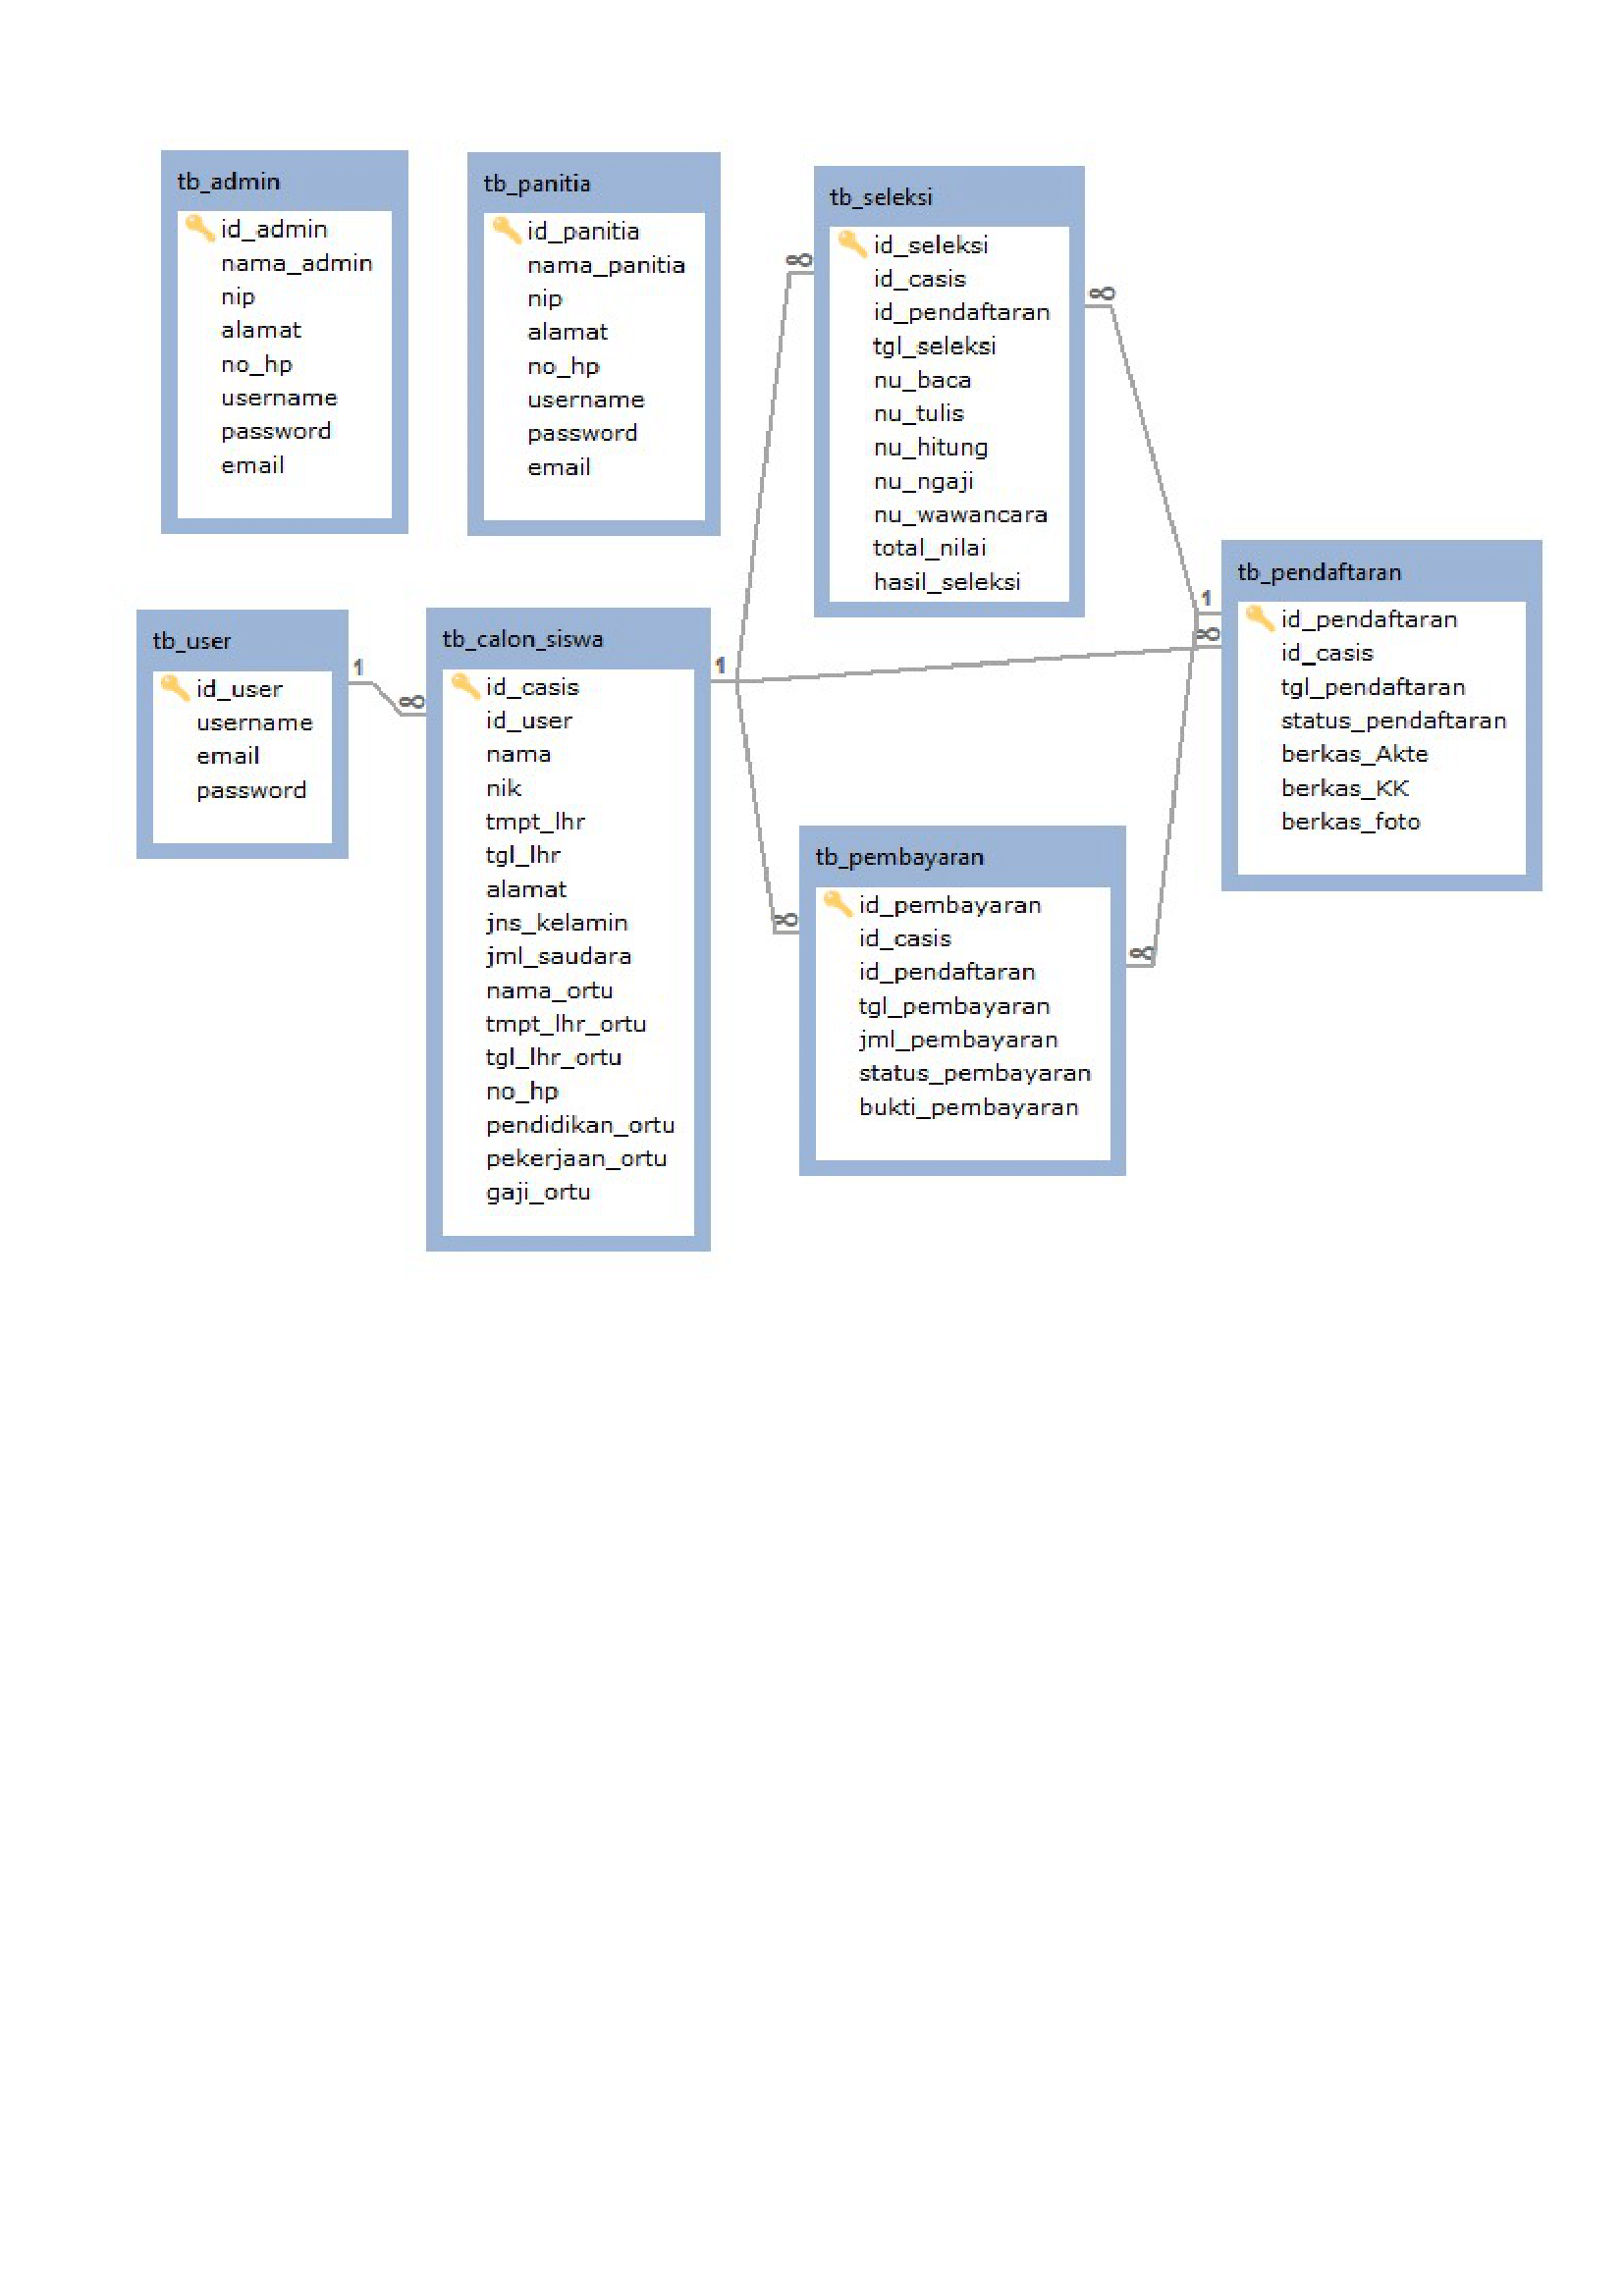 tb_admin
id_admin
nama_admin
nip
alamat
no_hp
username
password
email
tb_panitia
id_panitia
nama_panitia
nip
alamat
no_hp
username
password
email
tb_seleksi
id_seleksi
id_casis
id_pendaftaran
tgl_seleksi
nu_baca
nu_tulis
nu_hitung
nu_ngaji
nu_wawancara
total_nilai
hasil_seleksi
∞
∞
tb_user
id_user
username
email
password
1
∞
tb_calon_siswa
id_casis
id_user
nama
nik
tmpt_lhr
tgl_lhr
alamat
jns_kelamin
jml_saudara
nama_ortu
tmpt_lhr_ortu
tgl_lhr_ortu
no_hp
pendidikan_ortu
pekerjaan_ortu
gaji_ortu
1
tb_pembayaran
id_pembayaran
id_casis
id_pendaftaran
tgl_pembayaran
jml_pembayaran
status_pembayaran
bukti_pembayaran
∞
∞
1
∞
tb_pendaftaran
id_pendaftaran
id_casis
tgl_pendaftaran
status_pendaftaran
berkas_Akte
berkas_KK
berkas_foto